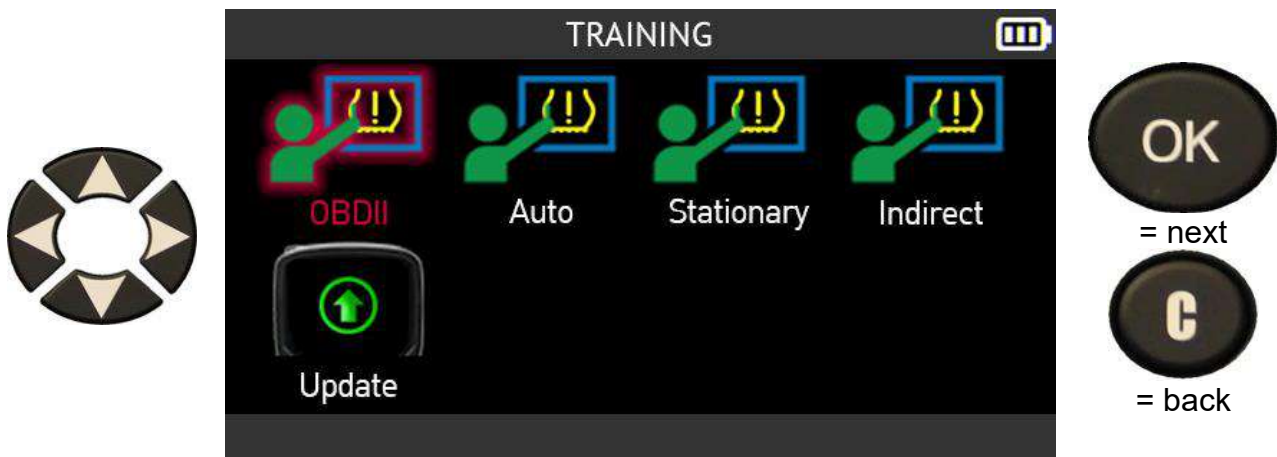 TRAINING
OBDII
Auto
Stationary
Indirect
Update
OK
= next
C
= back